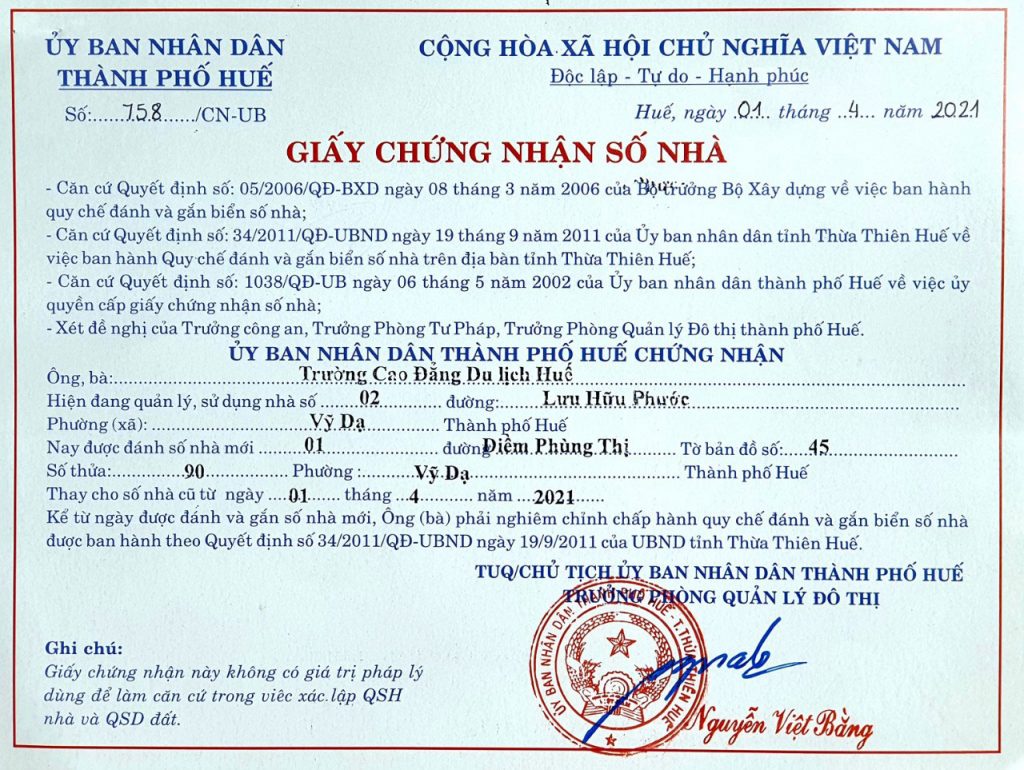 ỦY BAN NHÂN DÂN
THÀNH PHỐ HUẾ
Số:......758....../CN-UB
CỘNG HÒA XÃ HỘI CHỦ NGHĨA VIỆT NAM
Độc lập - Tự do - Hạnh phúc
Huế, ngày ..01.. tháng ..4... năm 2021
GIẤY CHỨNG NHẬN SỐ NHÀ
- Căn cứ Quyết định số: 05/2006/QĐ-BXD ngày 08 tháng 3 năm 2006 của Bộ trưởng Bộ Xây dựng về việc ban hành
quy chế đánh và gắn biển số nhà;
- Căn cứ Quyết định số: 34/2011/QĐ-UBND ngày 19 tháng 9 năm 2011 của Ủy ban nhân dân tỉnh Thừa Thiên Huế về
việc ban hành Quy chế đánh và gắn biển số nhà trên địa bàn tỉnh Thừa Thiên Huế;
- Căn cứ Quyết định số: 1038/QĐ-UB ngày 06 tháng 5 năm 2002 của Ủy ban nhân dân thành phố Huế về việc ủy
quyền cấp giấy chứng nhận số nhà;
- Xét đề nghị của Trưởng công an, Trưởng Phòng Tư Pháp, Trưởng Phòng Quản lý Đô thị thành phố Huế.
ỦY BAN NHÂN DÂN THÀNH PHỐ HUẾ CHỨNG NHẬN
Ông, bà:..........Trường Cao Đẳng Du lịch Huế..........
Hiện đang quản lý, sử dụng nhà số ......02.......... đường:......Lưu Hữu Phước..........
Phường (xã): ..........Vỹ Dạ.......... Thành phố Huế
Nay được đánh số nhà mới ........01.......... đường Điềm Phùng Thị .......... Tờ bản đồ số:....45..........
Số thửa:..........90.......... Phường :........Vỹ Dạ.......... Thành phố Huế
Thay cho số nhà cũ từ ngày ....01....... tháng ....4.......... năm ...2021......
Kể từ ngày được đánh và gắn số nhà mới, Ông (bà) phải nghiêm chỉnh chấp hành quy chế đánh và gắn biển số nhà
được ban hành theo Quyết định số 34/2011/QĐ-UBND ngày 19/9/2011 của UBND tỉnh Thừa Thiên Huế.
TUQ/CHỦ TỊCH ỦY BAN NHÂN DÂN THÀNH PHỐ HUẾ
TRƯỞNG PHÒNG QUẢN LÝ ĐÔ THỊ
ỦY BAN NHÂN DÂN THÀNH PHỐ HUẾ - T.THỪA THIÊN HUẾ
Nguyễn Việt Bằng
Ghi chú:
Giấy chứng nhận này không có giá trị pháp lý
dùng để làm căn cứ trong viêc xác lập QSH
nhà và QSD đất.